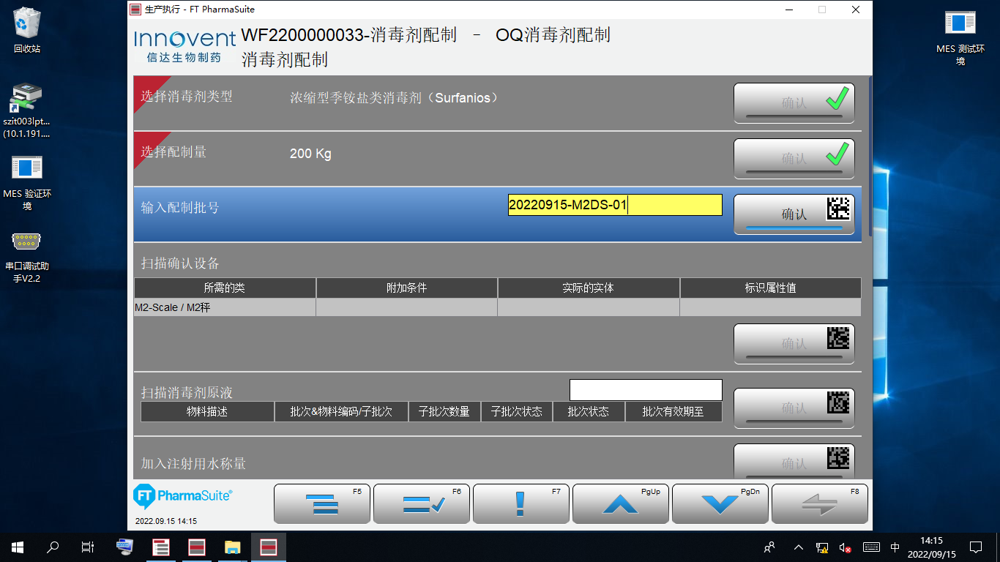 生产执行 - FT PharmaSuite
Innovent
信达生物制药
WF2200000033-消毒剂配制 - OQ消毒剂配制
消毒剂配制
回收站
szit003lpt...
(10.1.191....
MES 验证环
境
串口调试助
手V2.2
MES 测试环
境
选择消毒剂类型 浓缩型季铵盐类消毒剂（Surfanios） 确认
选择配制量 200 Kg 确认
输入配制批号 20220915-M2DS-01 确认
扫描确认设备
所需的类 附加条件 实际的实体 标识属性值
M2-Scale / M2秤
确认
扫描消毒剂原液
物料描述 批次&物料编码/子批次 子批次数量 子批次状态 批次状态 批次有效期至
确认
加入注射用水称量 确认
FT PharmaSuite®
2022.09.15 14:15
F5 F6 F7 PgUp PgDn F8
中
14:15
2022/09/15